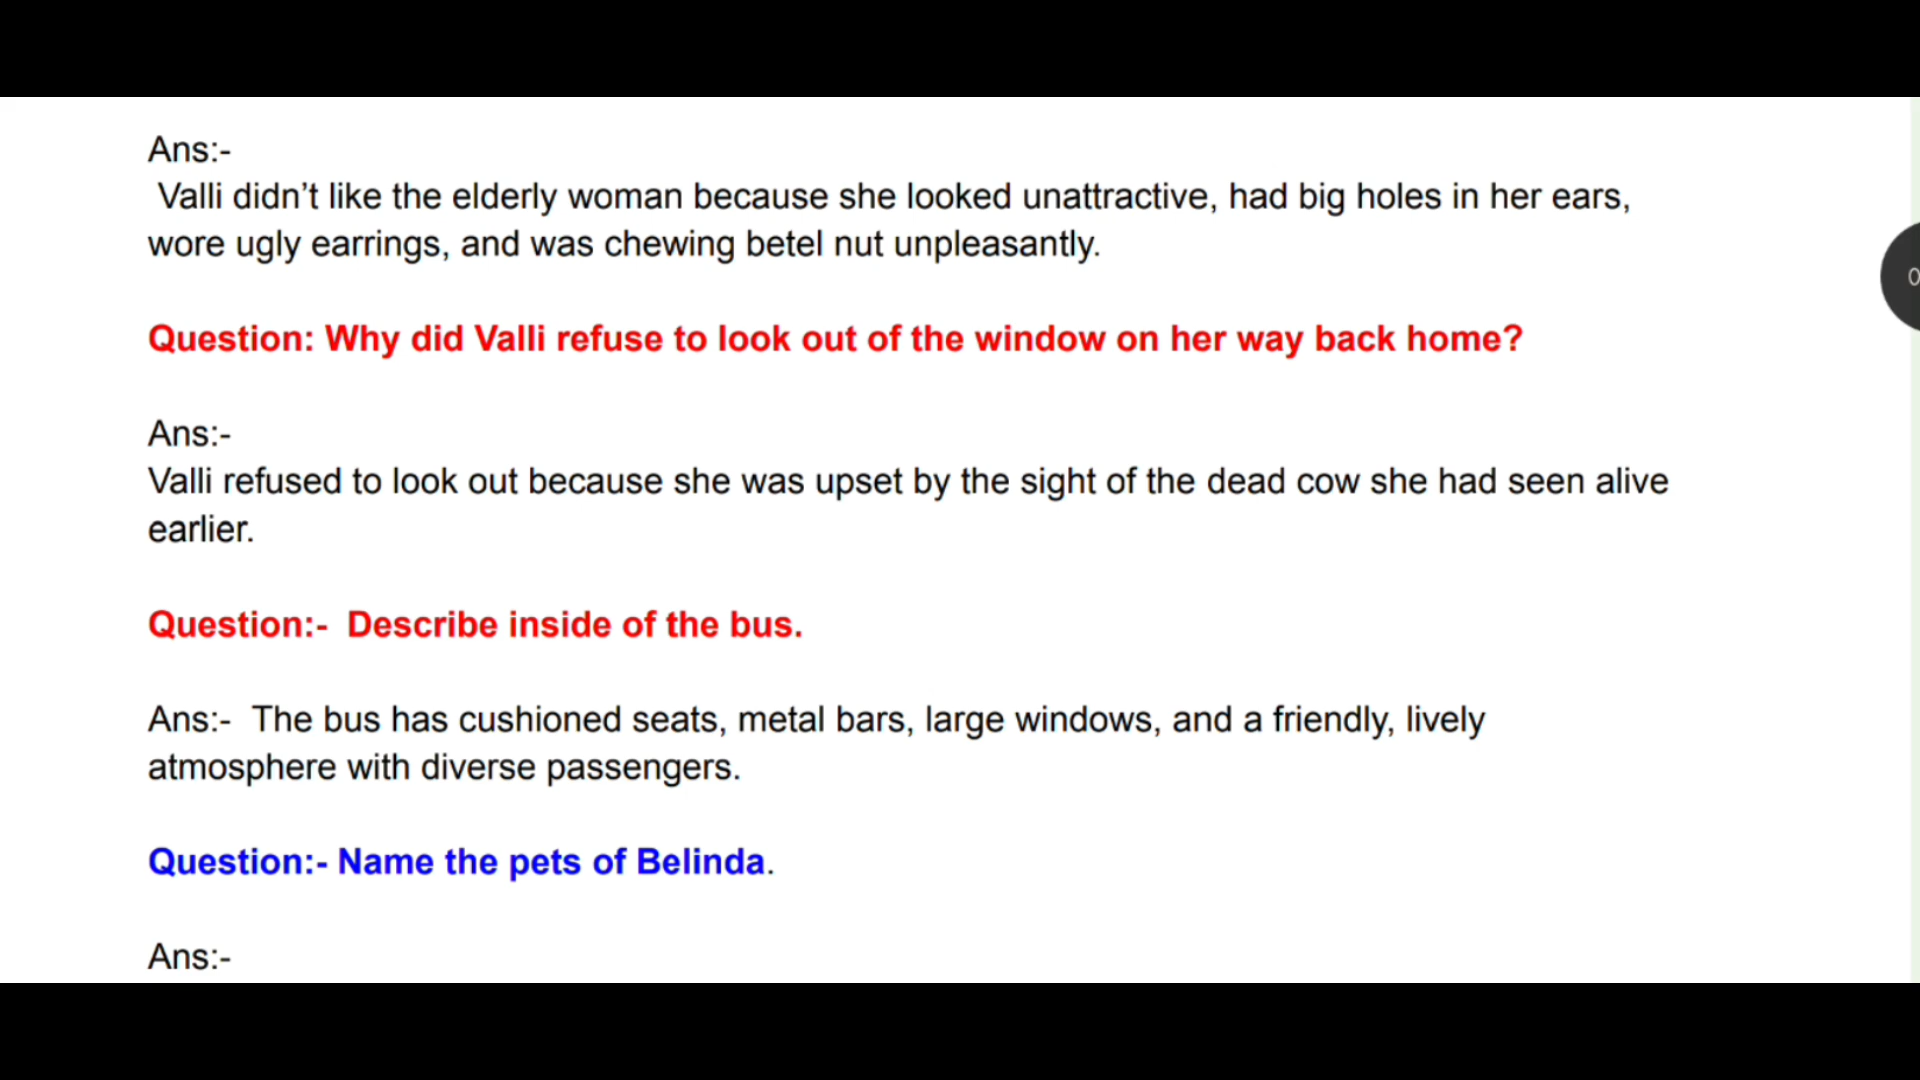 Ans:-
Valli didn’t like the elderly woman because she looked unattractive, had big holes in her ears,
wore ugly earrings, and was chewing betel nut unpleasantly.
Question: Why did Valli refuse to look out of the window on her way back home?
Ans:-
Valli refused to look out because she was upset by the sight of the dead cow she had seen alive
earlier.
Question:- Describe inside of the bus.
Ans:- The bus has cushioned seats, metal bars, large windows, and a friendly, lively
atmosphere with diverse passengers.
Question:- Name the pets of Belinda.
Ans:-